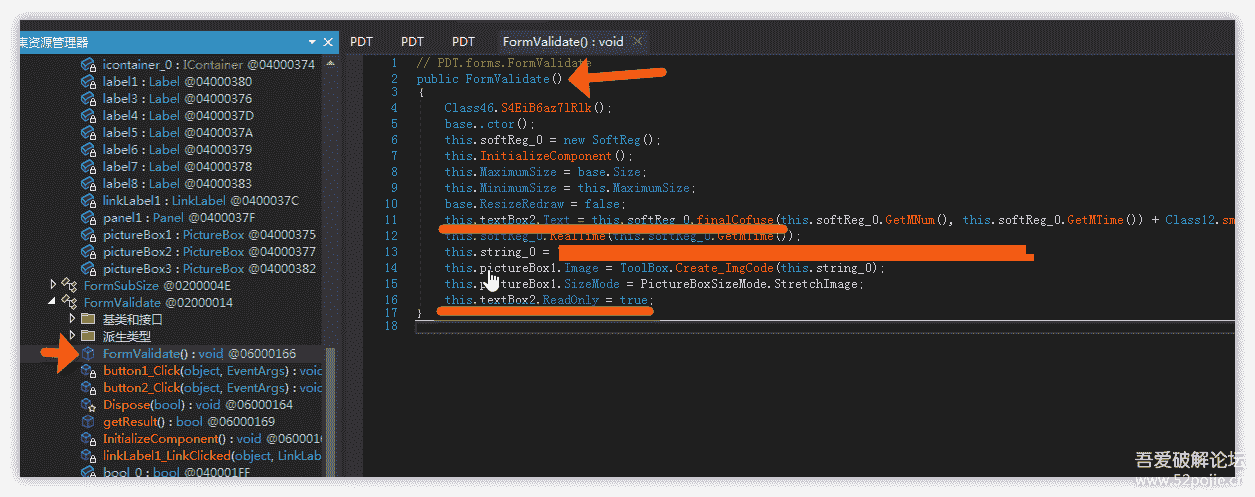 集资源管理器
PDT PDT PDT FormValidate() : void
icontainer_0 : IContainer @04000374
label1 : Label @04000380
label3 : Label @04000376
label4 : Label @0400037D
label5 : Label @0400037A
label6 : Label @04000379
label7 : Label @04000378
label8 : Label @04000383
linkLabel1 : LinkLabel @0400037C
panel1 : Panel @0400037F
pictureBox1 : PictureBox @04000375
pictureBox2 : PictureBox @04000377
pictureBox3 : PictureBox @04000382
FormSubSize @0200004E
FormValidate @02000014
基类和接口
派生类型
FormValidate() : void @06000166
button1_Click(object, EventArgs) : voic
button2_Click(object, EventArgs) : voic
Dispose(bool) : void @06000164
getResult() : bool @06000169
InitializeComponent() : void @060001
linkLabel1_LinkClicked(object, LinkLab
bool_0 : bool @040001FF
1 // PDT.forms.FormValidate
2 public FormValidate()
3 {
4 Class46.S4EiB6az7lRlk();
5 base..ctor();
6 this.softReg_0 = new SoftReg();
7 this.InitializeComponent();
8 this.MaximumSize = base.Size;
9 this.MinimumSize = this.MaximumSize;
10 base.ResizeRedraw = false;
11 this.textBox2.Text = this.softReg_0.finalCofuse(this.softReg_0.GetMNum(), this.softReg_0.GetMTime()) + Class12.sm
12 this.softReg_0.RealTime(this.softReg_0.GetMTime());
13 this.string_0 =
14 this.pictureBox1.Image = ToolBox.Create_ImgCode(this.string_0);
15 this.pictureBox1.SizeMode = PictureBoxSizeMode.StretchImage;
16 this.textBox2.ReadOnly = true;
17 }
18
吾爱破解论坛
www.52pojie.cn